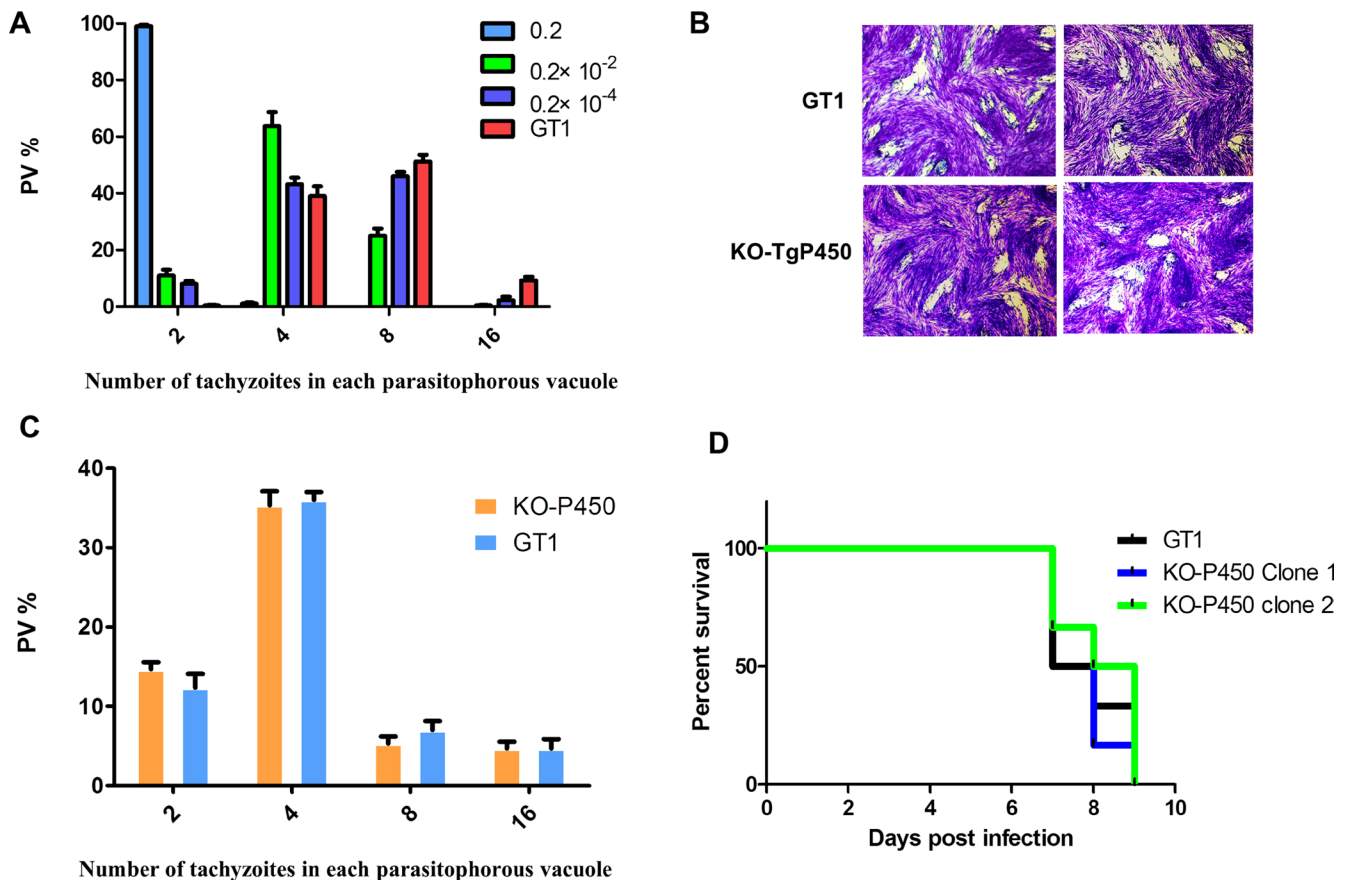 A
PV %
100
80
60
40
20
0
0.2
0.2× 10-2
0.2× 10-4
GT1
2
4
8
16
Number of tachyzoites in each parasitophorous vacuole
B
GT1
KO-TgP450
C
PV %
40
30
20
10
0
KO-P450
GT1
2
4
8
16
Number of tachyzoites in each parasitophorous vacuole
D
Percent survival
100
50
0
GT1
KO-P450 Clone 1
KO-P450 clone 2
0 2 4 6 8 10
Days post infection